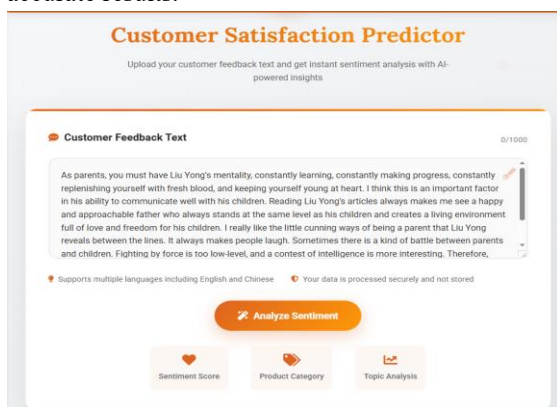 Customer Satisfaction Predictor
Upload your customer feedback text and get instant sentiment analysis with AI-
powered insights
Customer Feedback Text
0/1000
As parents, you must have Liu Yong's mentality, constantly learning, constantly making progress, constantly
replenishing yourself with fresh blood, and keeping yourself young at heart. I think this is an important factor
in his ability to communicate well with his children. Reading Liu Yong's articles always makes me see a happy
and approachable father who always stands at the same level as his children and creates a living environment
full of love and freedom for his children. I really like the little cunning ways of being a parent that Liu Yong
reveals between the lines. It always makes people laugh. Sometimes there is a kind of battle between parents
and children. Fighting by force is too low-level, and a contest of intelligence is more interesting. Therefore,
Supports multiple languages including English and Chinese
Your data is processed securely and not stored
Analyze Sentiment
Sentiment Score
Product Category
Topic Analysis